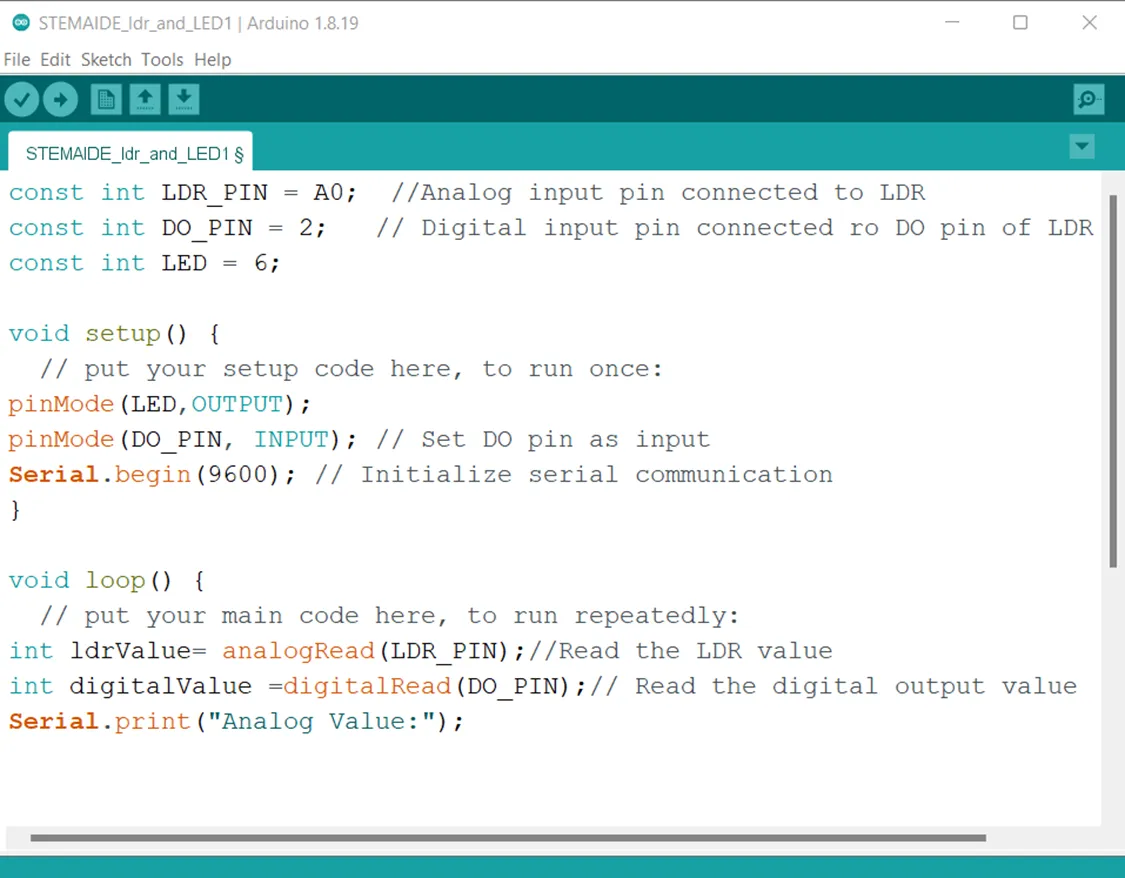 STEMAIDE_ldr_and_LED1 | Arduino 1.8.19
File Edit Sketch Tools Help
STEMAIDE_ldr_and_LED1 §
const int LDR_PIN = A0;  //Analog input pin connected to LDR
const int DO_PIN = 2;   // Digital input pin connected ro DO pin of LDR
const int LED = 6;
void setup() {
  // put your setup code here, to run once:
pinMode(LED,OUTPUT);
pinMode(DO_PIN, INPUT); // Set DO pin as input
Serial.begin(9600); // Initialize serial communication
}
void loop() {
  // put your main code here, to run repeatedly:
int ldrValue= analogRead(LDR_PIN);//Read the LDR value
int digitalValue =digitalRead(DO_PIN);// Read the digital output value
Serial.print("Analog Value:");